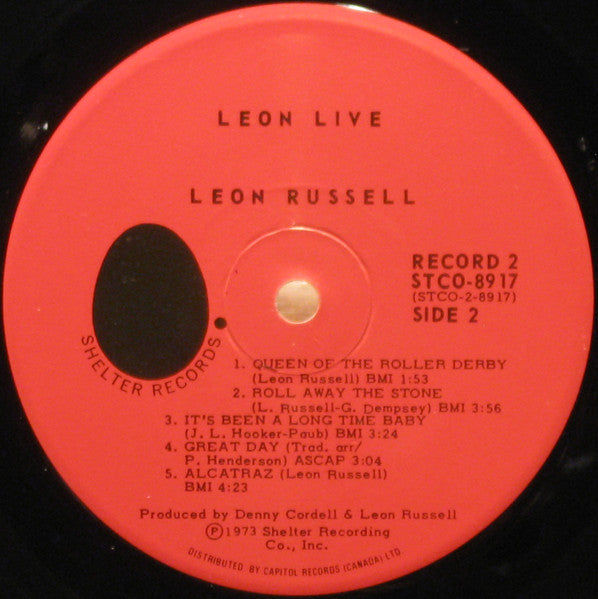 LEON LIVE
LEON RUSSELL
RECORD 2
STCO-8917
(STCO-2-8917)
SIDE 2
SHELTER RECORDS
1. QUEEN OF THE ROLLER DERBY
(Leon Russell) BMI 1:53
2. ROLL AWAY THE STONE
(L. Russell-G. Dempsey) BMI 3:56
3. IT'S BEEN A LONG TIME BABY
(J. L. Hooker-Paub) BMI 3:24
4. GREAT DAY (Trad. arr/
P. Henderson) ASCAP 3:04
5. ALCATRAZ (Leon Russell)
BMI 4:23
Produced by Denny Cordell & Leon Russell
Ⓟ1973 Shelter Recording
Co., Inc.
DISTRIBUTED BY CAPITOL RECORDS (CANADA) LTD.